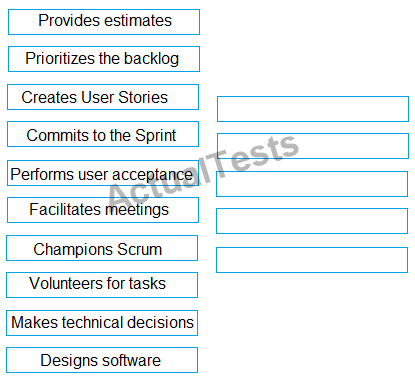 Provides estimates
Prioritizes the backlog
Creates User Stories
Commits to the Sprint
Performs user acceptance
Facilitates meetings
Champions Scrum
Volunteers for tasks
Makes technical decisions
Designs software
ActualTests